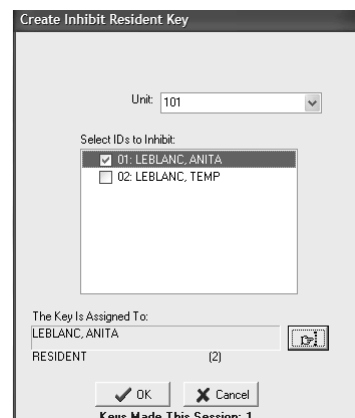 Create Inhibit Resident Key
Unit: 101
Select IDs to Inhibit:
01: LEBLANC, ANITA
02: LEBLANC, TEMP
The Key Is Assigned To:
LEBLANC, ANITA
RESIDENT (2)
OK Cancel
Keys Made This Session: 1